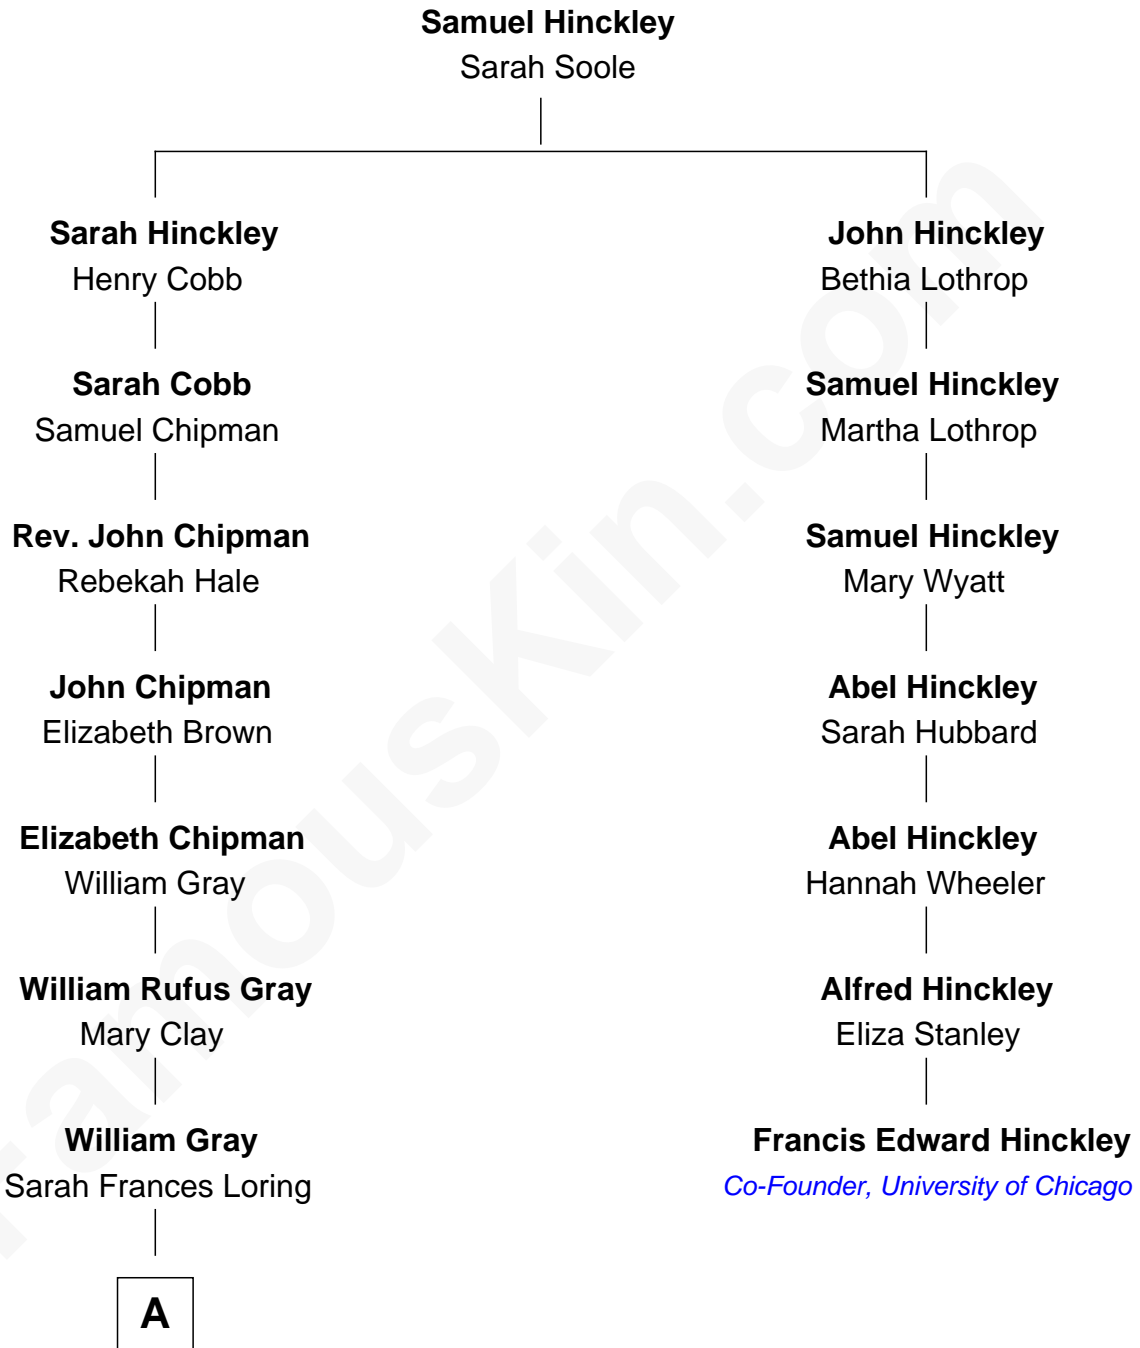 Samuel Hinckley
Sarah Soole
Sarah Hinckley
Henry Cobb
Sarah Cobb
Samuel Chipman
Rev. John Chipman
Rebekah Hale
John Chipman
Elizabeth Brown
Elizabeth Chipman
William Gray
William Rufus Gray
Mary Clay
William Gray
Sarah Frances Loring
A
John Hinckley
Bethia Lothrop
Samuel Hinckley
Martha Lothrop
Samuel Hinckley
Mary Wyatt
Abel Hinckley
Sarah Hubbard
Abel Hinckley
Hannah Wheeler
Alfred Hinckley
Eliza Stanley
Francis Edward Hinckley
Co-Founder, University of Chicago
FamousKin.com